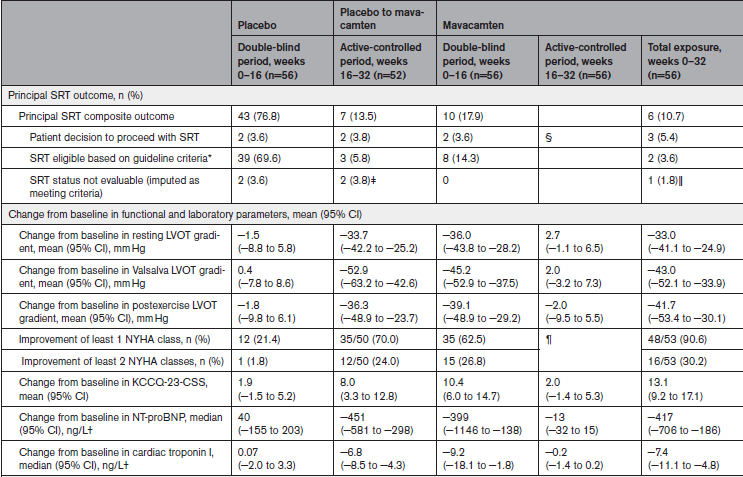 Placebo
Placebo to mava-
camten
Mavacamten
Double-blind
period, weeks
0–16 (n=56)
Active-controlled
period, weeks
16–32 (n=52)
Double-blind
period, weeks
0–16 (n=56)
Active-controlled
period, weeks
16–32 (n=56)
Total exposure,
weeks 0–32
(n=56)
Principal SRT outcome, n (%)
Principal SRT composite outcome 43 (76.8) 7 (13.5) 10 (17.9) 6 (10.7)
Patient decision to proceed with SRT 2 (3.6) 2 (3.8) 2 (3.6) § 3 (5.4)
SRT eligible based on guideline criteria* 39 (69.6) 3 (5.8) 8 (14.3) 2 (3.6)
SRT status not evaluable (imputed as 2 (3.6) 2 (3.8)ǂ 0 1 (1.8)‖
meeting criteria)
Change from baseline in functional and laboratory parameters, mean (95% CI)
Change from baseline in resting LVOT gradi- –1.5 –33.7 –36.0 2.7 –33.0
ent, mean (95% CI), mm Hg (–8.8 to 5.8) (–42.2 to –25.2) (–43.8 to –28.2) (–1.1 to 6.5) (–41.1 to –24.9)
Change from baseline in Valsalva LVOT gradi- 0.4 –52.9 –45.2 2.0 –43.0
ent, mean (95% CI), mm Hg (–7.8 to 8.6) (–63.2 to –42.6) (–52.9 to –37.5) (–3.2 to 7.3) (–52.1 to –33.9)
Change from baseline in postexercise LVOT –1.8 –36.3 –39.1 –2.0 –41.7
gradient, mean (95% CI), mm Hg (–9.8 to 6.1) (–48.9 to –23.7) (–48.9 to –29.2) (–9.5 to 5.5) (–53.4 to –30.1)
Improvement of least 1 NYHA class, n (%) 12 (21.4) 35/50 (70.0) 35 (62.5) ¶ 48/53 (90.6)
Improvement of least 2 NYHA classes, n (%) 1 (1.8) 12/50 (24.0) 15 (26.8) 16/53 (30.2)
Change from baseline in KCCQ-23-CSS, 1.9 8.0 10.4 2.0 13.1
mean (95% CI) (–1.5 to 5.2) (3.3 to 12.8) (6.0 to 14.7) (–1.4 to 5.3) (9.2 to 17.1)
Change from baseline in NT-proBNP, median 40 –451 –399 –13 –417
(95% CI), ng/L† (–155 to 203) (–581 to –298) (–1146 to –138) (–32 to 15) (–706 to –186)
Change from baseline in cardiac troponin I, 0.07 –6.8 –9.2 –0.2 –7.4
median (95% CI), ng/L† (–2.0 to 3.3) (–8.5 to –4.3) (–18.1 to –1.8) (–1.4 to 0.2) (–11.1 to –4.8)